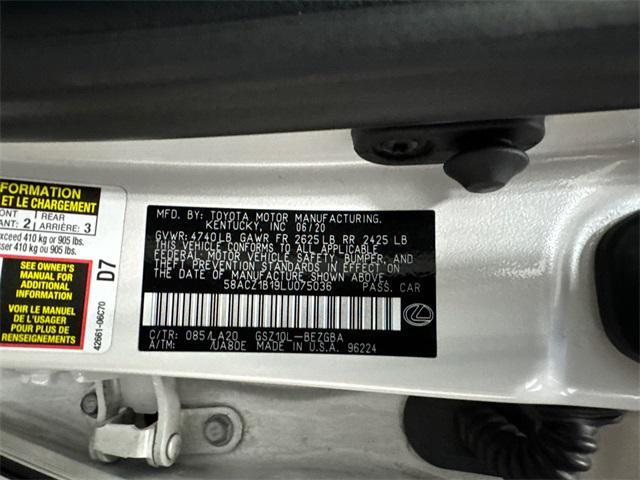 FORMATION
ET LE CHARGEMENT
ONT
ANT: 2
REAR
ARRIÈRE: 3
xceed 410 kg or 905 lbs.
ser 410 kg ou 905 lbs.
SEE OWNER'S
MANUAL FOR
ADDITIONAL
INFORMATION
VOIR LE MANUEL
POUR PLUS DE
RENSEIGNEMENTS
D7
42661-06C70
MFD. BY: TOYOTA MOTOR MANUFACTURING,
KENTUCKY, INC 06/20
GVWR: 4740LB GAWR FR 2625LB RR 2425 LB
THIS VEHICLE CONFORMS TO ALL APPLICABLE
FEDERAL MOTOR VEHICLE SAFETY, BUMPER, AND
THEFT PREVENTION STANDARDS IN EFFECT ON
THE DATE OF MANUFACTURE SHOWN ABOVE.
58ACZ1B19LU075036 PASS. CAR
C/TR: 085/LA20 GSZ10L-BEZGBA
A/TM: /UA80E MADE IN U.S.A. 96224